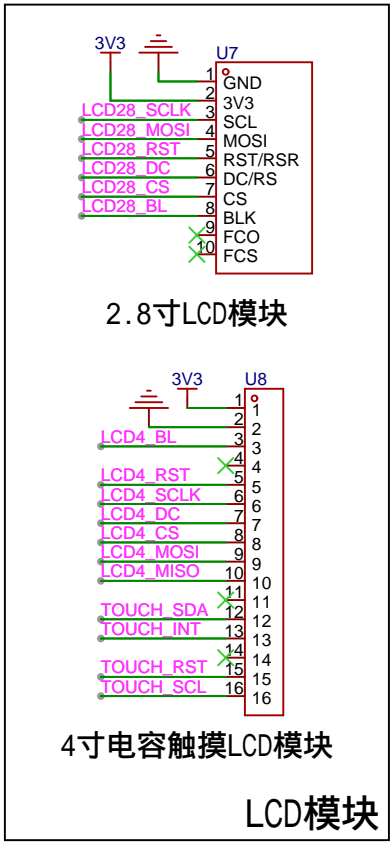 3V3
U7
1 GND
2 3V3
LCD28_SCLK 3 SCL
LCD28_MOSI 4 MOSI
LCD28_RST 5 RST/RSR
LCD28_DC 6 DC/RS
LCD28_CS 7 CS
LCD28_BL 8 BLK
9 FCO
10 FCS
2.8寸LCD模块
3V3 U8
1 1
2 2
LCD4_BL 3 3
4 4
LCD4_RST 5 5
LCD4_SCLK 6 6
LCD4_DC 7 7
LCD4_CS 8 8
LCD4_MOSI 9 9
LCD4_MISO 10 10
11 11
TOUCH_SDA 12 12
TOUCH_INT 13 13
14 14
TOUCH_RST 15 15
TOUCH_SCL 16 16
4寸电容触摸LCD模块
LCD模块